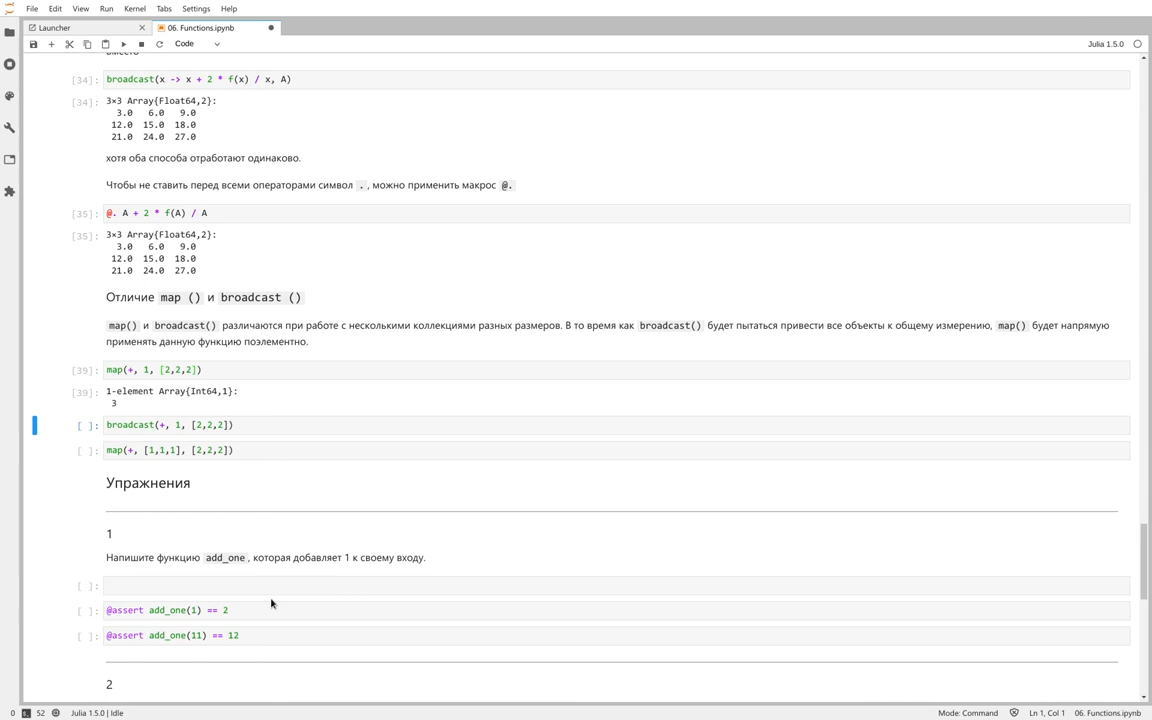 File Edit View Run Kernel Tabs Settings Help
Launcher 06. Functions.ipynb
Code Julia 1.5.0
[34]: broadcast(x -> x + 2 * f(x) / x, A)
[34]: 3×3 Array{Float64,2}:
3.0 6.0 9.0
12.0 15.0 18.0
21.0 24.0 27.0
хотя оба способа отработают одинаково.
Чтобы не ставить перед всеми операторами символ ., можно применить макрос @.
[35]: @. A + 2 * f(A) / A
[35]: 3×3 Array{Float64,2}:
3.0 6.0 9.0
12.0 15.0 18.0
21.0 24.0 27.0
Отличие map () и broadcast ()
map() и broadcast() различаются при работе с несколькими коллекциями разных размеров. В то время как broadcast() будет пытаться привести все объекты к общему измерению, map() будет напрямую
применять данную функцию поэлементно.
[39]: map(+, 1, [2,2,2])
[39]: 1-element Array{Int64,1}:
3
[ ]: broadcast(+, 1, [2,2,2])
[ ]: map(+, [1,1,1], [2,2,2])
Упражнения
1
Напишите функцию add_one, которая добавляет 1 к своему входу.
[ ]:
[ ]: @assert add_one(1) == 2
[ ]: @assert add_one(11) == 12
2
0 52 Julia 1.5.0 | Idle Mode: Command Ln 1, Col 1 06. Functions.ipynb